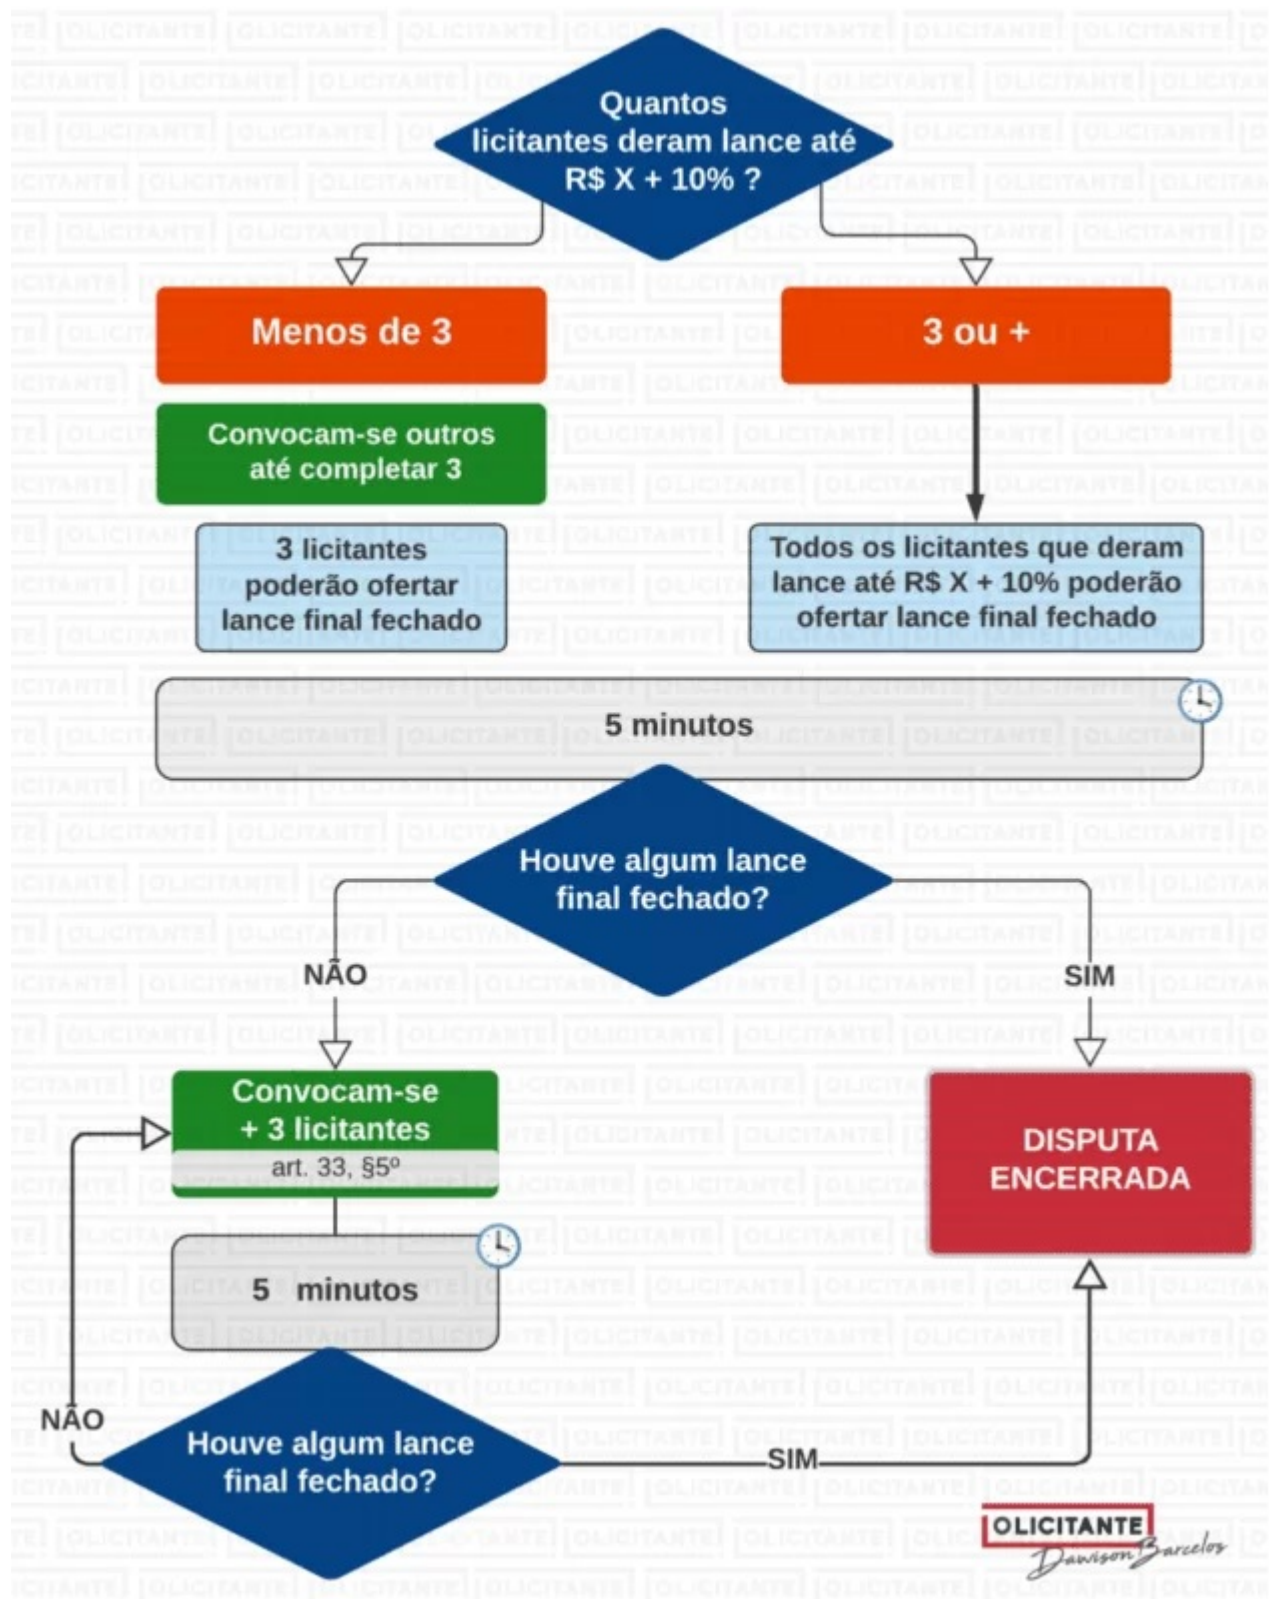 Quantos
licitantes deram lance até
R$ X + 10% ?
Menos de 3
3 ou +
Convocam-se outros
até completar 3
3 licitantes
poderão ofertar
lance final fechado
Todos os licitantes que deram
lance até R$ X + 10% poderão
ofertar lance final fechado
5 minutos
Houve algum lance
final fechado?
NÃO
SIM
Convocam-se
+ 3 licitantes
art. 33, §5º
DISPUTA
ENCERRADA
5 minutos
NÃO
Houve algum lance
final fechado?
SIM
OLICITANTE
Dawison Barcelos